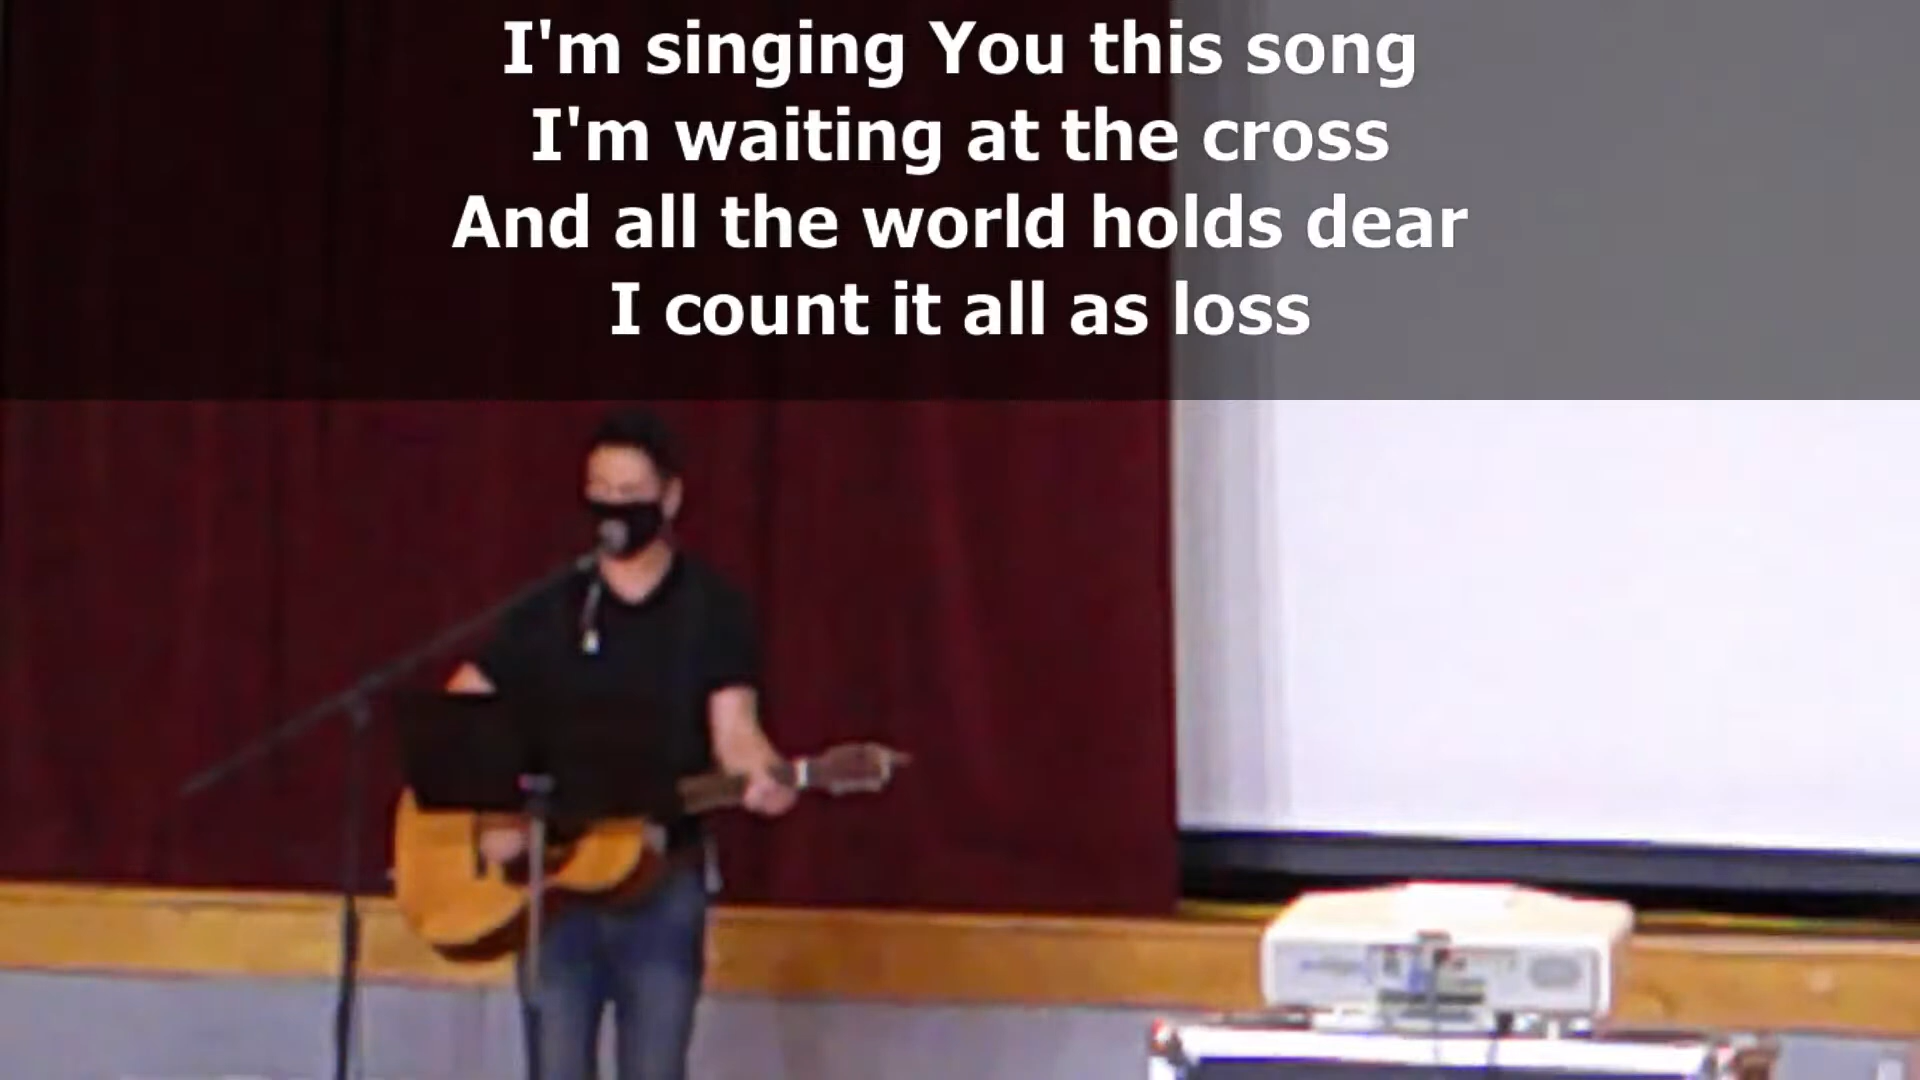 I'm singing You this song
I'm waiting at the cross
And all the world holds dear
I count it all as loss